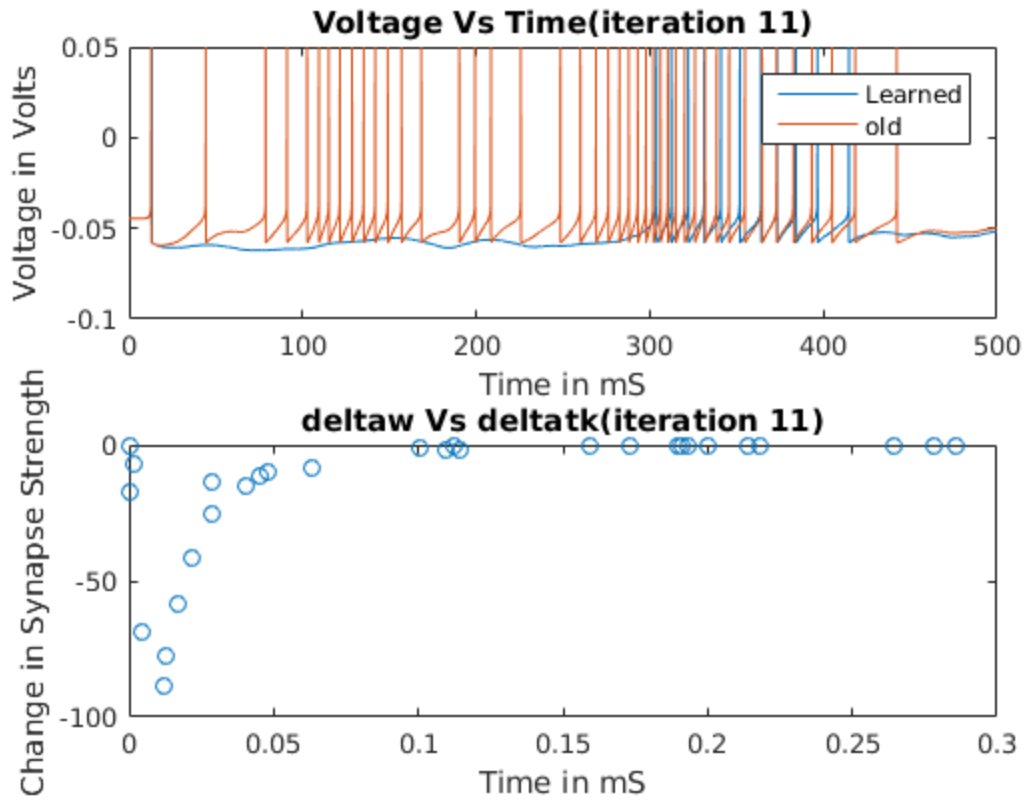 Voltage Vs Time(iteration 11)
0.05
0
-0.05
-0.1
Voltage in Volts
Learned
old
0 100 200 300 400 500
Time in mS
deltaw Vs deltatk(iteration 11)
0
-50
-100
Change in Synapse Strength
0 0.05 0.1 0.15 0.2 0.25 0.3
Time in mS